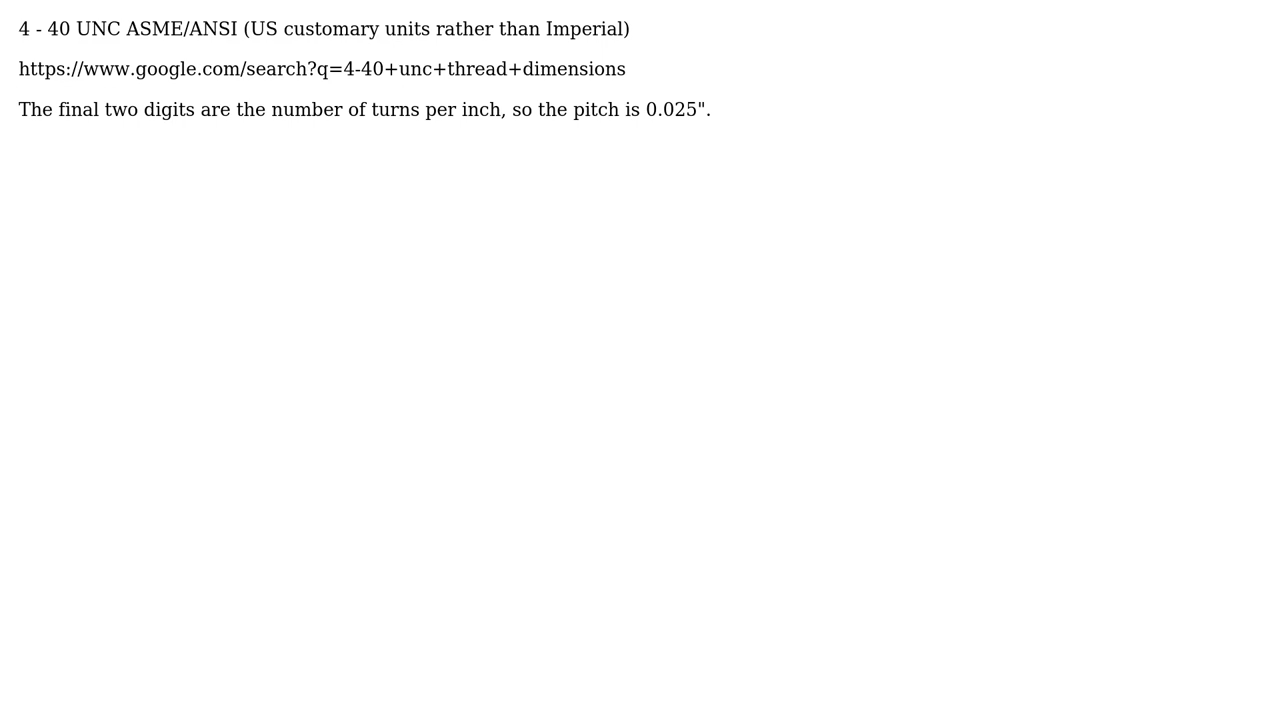 4 - 40 UNC ASME/ANSI (US customary units rather than Imperial)
https://www.google.com/search?q=4-40+unc+thread+dimensions
The final two digits are the number of turns per inch, so the pitch is 0.025".